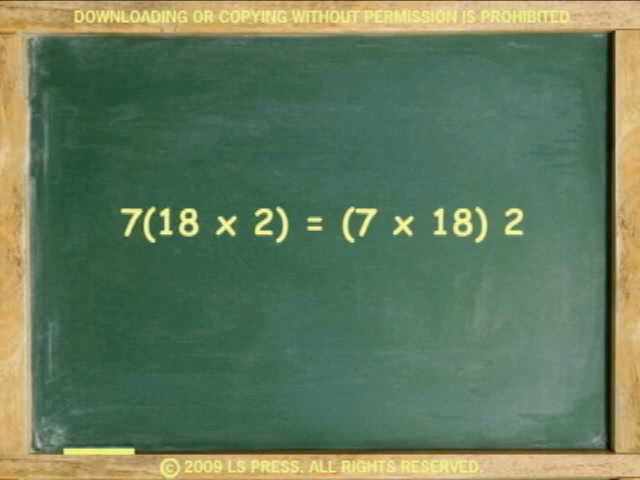 DOWNLOADING OR COPYING WITHOUT PERMISSION IS PROHIBITED
7(18 x 2) = (7 x 18) 2
© 2009 LS PRESS. ALL RIGHTS RESERVED.